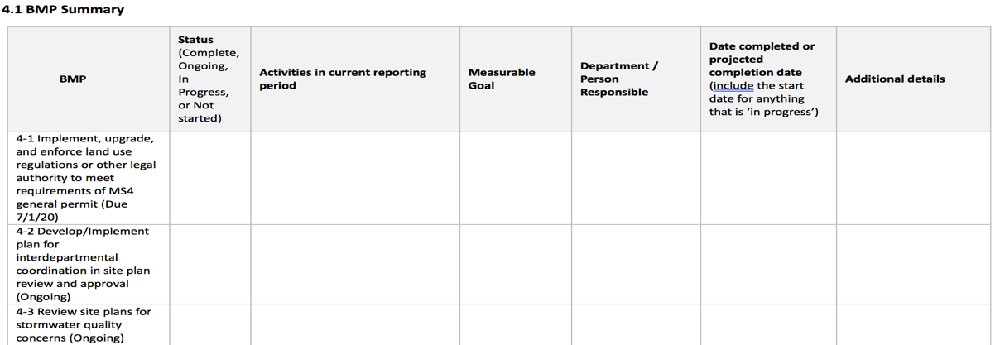 4.1 BMP Summary
BMP
Status
(Complete,
Ongoing,
In
Progress,
or Not
started)
Activities in current reporting
period
Measurable
Goal
Department /
Person
Responsible
Date completed or
projected
completion date
(include the start
date for anything
that is ‘in progress’)
Additional details
4-1 Implement, upgrade,
and enforce land use
regulations or other legal
authority to meet
requirements of MS4
general permit (Due
7/1/20)
4-2 Develop/Implement
plan for
interdepartmental
coordination in site plan
review and approval
(Ongoing)
4-3 Review site plans for
stormwater quality
concerns (Ongoing)